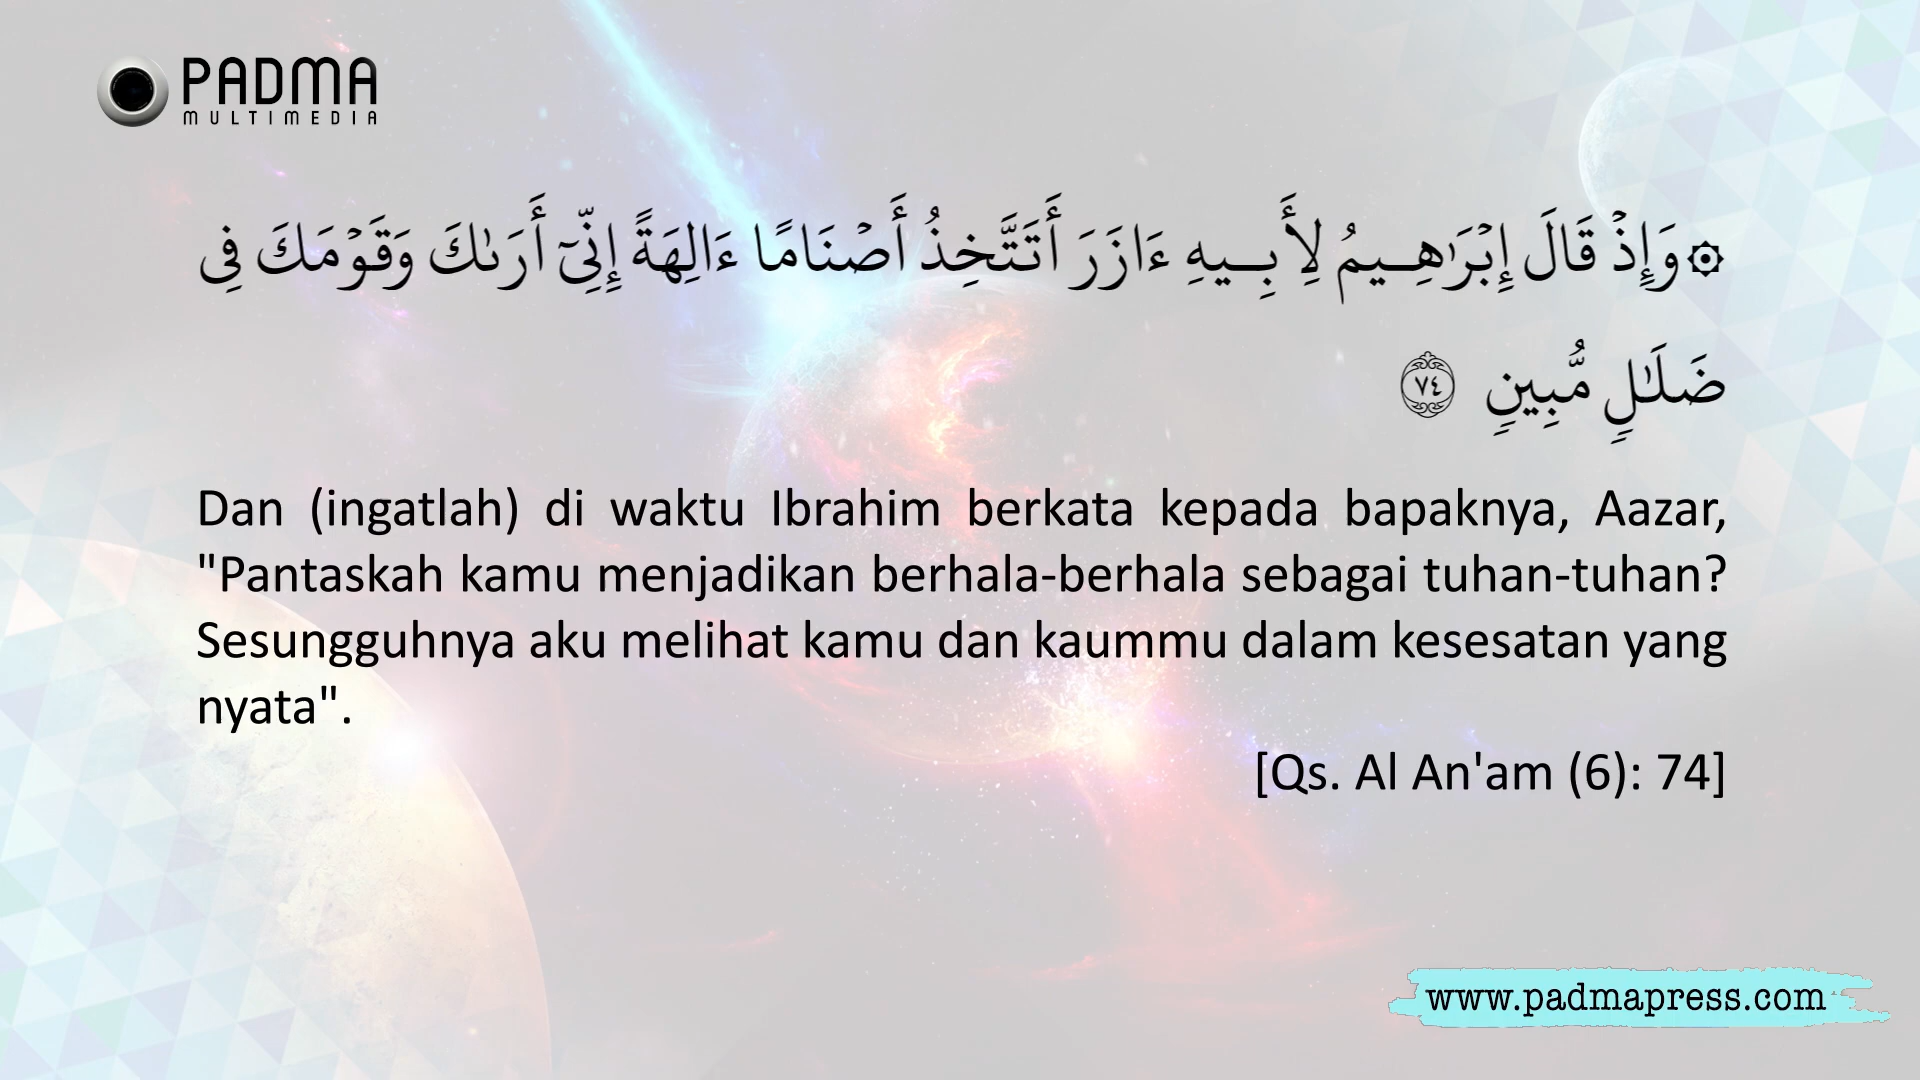 PADMA
MULTIMEDIA
۞ وَإِذْ قَالَ إِبْرَٰهِـيمُ لِأَبِـيهِ ءَازَرَ أَتَتَّخِذُ أَصْنَامًا ءَالِهَةً إِنِّىٓ أَرَىٰكَ وَقَوْمَكَ فِى
ضَلَـٰلٍ مُّبِينٍ ٧٤
Dan (ingatlah) di waktu Ibrahim berkata kepada bapaknya, Aazar,
"Pantaskah kamu menjadikan berhala-berhala sebagai tuhan-tuhan?
Sesungguhnya aku melihat kamu dan kaummu dalam kesesatan yang
nyata".
[Qs. Al An'am (6): 74]
www.padmapress.com